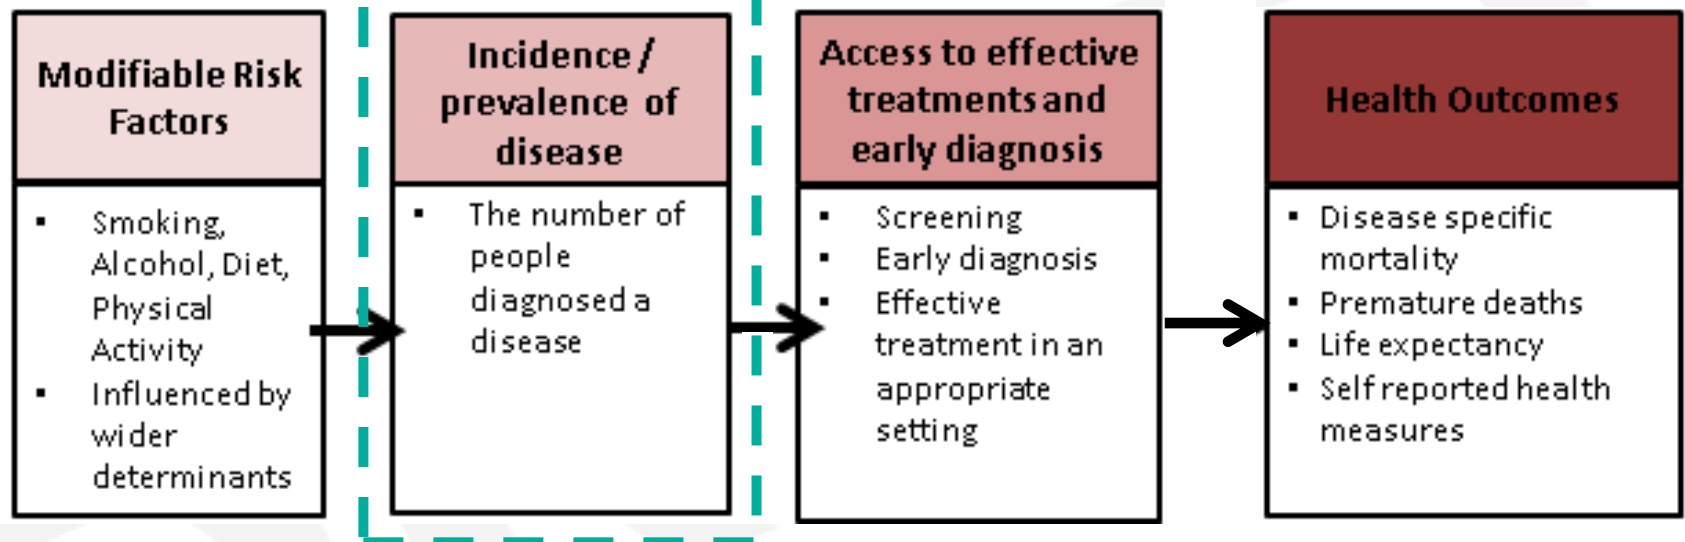 Modifiable Risk
Factors
▪ Smoking,
Alcohol, Diet,
Physical
Activity
▪ Influenced by
wider
determinants
Incidence /
prevalence of
disease
▪ The number of
people
diagnosed a
disease
Access to effective
treatments and
early diagnosis
▪ Screening
▪ Early diagnosis
▪ Effective
treatment in an
appropriate
setting
Health Outcomes
▪ Disease specific
mortality
▪ Premature deaths
▪ Life expectancy
▪ Self reported health
measures